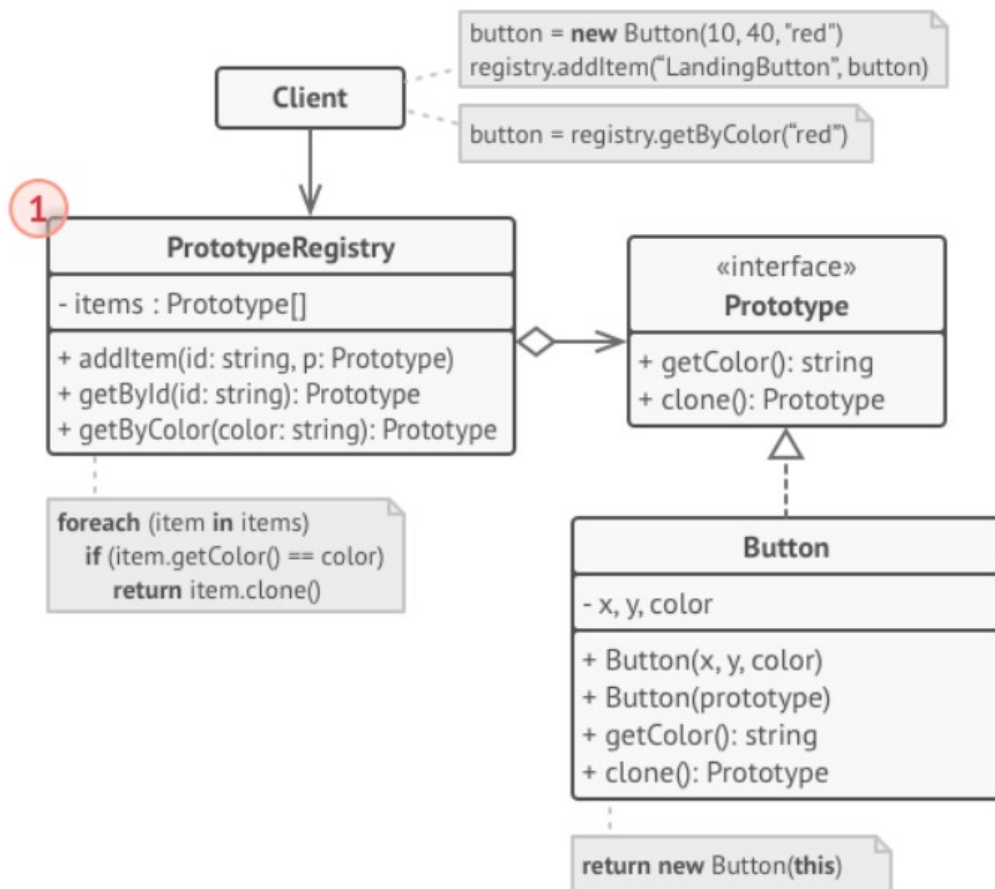 button = new Button(10, 40, "red")
registry.addItem(“LandingButton”, button)
Client
button = registry.getByColor(“red”)
1
PrototypeRegistry
- items : Prototype[]
+ addItem(id: string, p: Prototype)
+ getById(id: string): Prototype
+ getByColor(color: string): Prototype
foreach (item in items)
if (item.getColor() == color)
return item.clone()
«interface»
Prototype
+ getColor(): string
+ clone(): Prototype
Button
- x, y, color
+ Button(x, y, color)
+ Button(prototype)
+ getColor(): string
+ clone(): Prototype
return new Button(this)